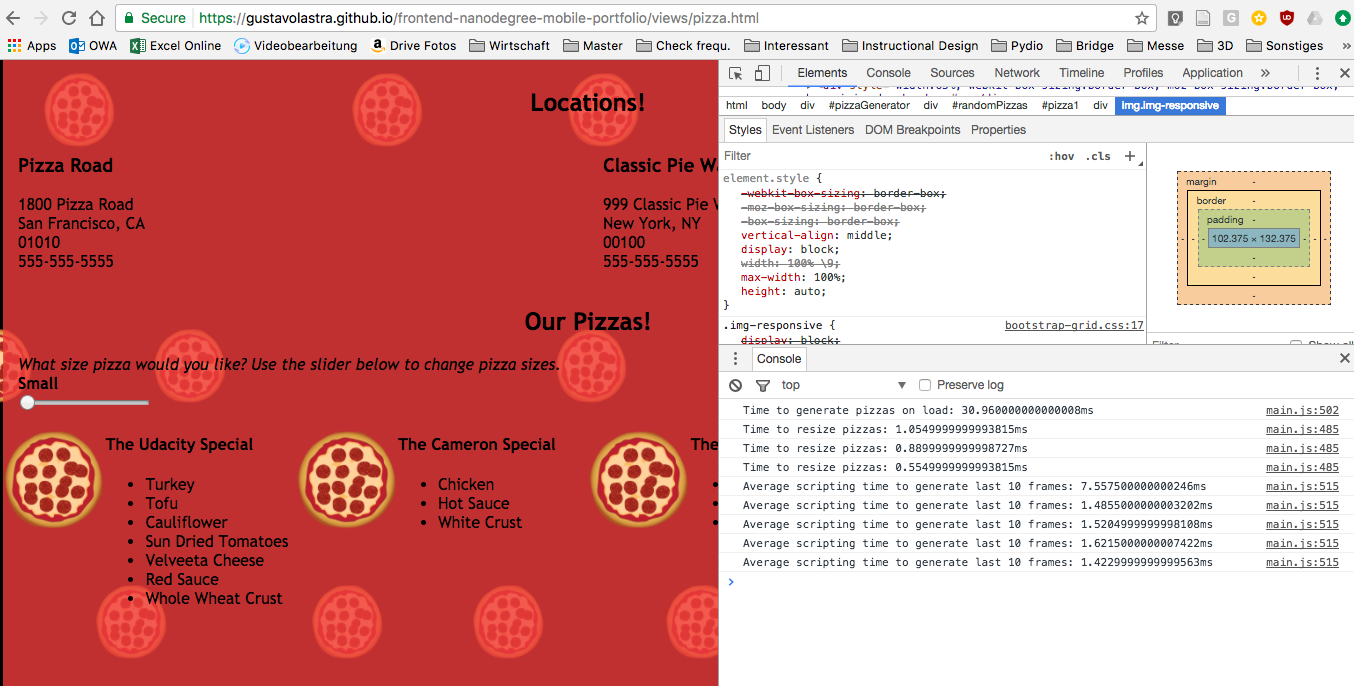 Secure https://gustavolastra.github.io/frontend-nanodegree-mobile-portfolio/views/pizza.html
Apps OWA Excel Online Videobearbeitung Drive Fotos Wirtschaft Master Check frequ. Interessant Instructional Design Pydio Bridge Messe 3D Sonstiges »
Locations!
Pizza Road
1800 Pizza Road
San Francisco, CA
01010
555-555-5555
Classic Pie W
999 Classic Pie W
New York, NY
00100
555-555-5555
Our Pizzas!
What size pizza would you like? Use the slider below to change pizza sizes.
Small
The Udacity Special
Turkey
Tofu
Cauliflower
Sun Dried Tomatoes
Velveeta Cheese
Red Sauce
Whole Wheat Crust
The Cameron Special
Chicken
Hot Sauce
White Crust
The
Elements Console Sources Network Timeline Profiles Application »
html body div #pizzaGenerator div #randomPizzas #pizza1 div img.img-responsive
Styles Event Listeners DOM Breakpoints Properties
Filter :hov .cls +
element.style {
-webkit-box-sizing: border-box;
-moz-box-sizing: border-box;
box-sizing: border-box;
vertical-align: middle;
display: block;
width: 100% \9;
max-width: 100%;
height: auto;
}
.img-responsive { bootstrap-grid.css:17
display: block;
margin -
border -
padding -
102.375 × 132.375
Filter Show all
Console
top Preserve log
Time to generate pizzas on load: 30.960000000000008ms main.js:502
Time to resize pizzas: 1.0549999999993815ms main.js:485
Time to resize pizzas: 0.8899999999998727ms main.js:485
Time to resize pizzas: 0.5549999999993815ms main.js:485
Average scripting time to generate last 10 frames: 7.557500000000246ms main.js:515
Average scripting time to generate last 10 frames: 1.4855000000003202ms main.js:515
Average scripting time to generate last 10 frames: 1.5204999999998108ms main.js:515
Average scripting time to generate last 10 frames: 1.6215000000007422ms main.js:515
Average scripting time to generate last 10 frames: 1.4229999999999563ms main.js:515